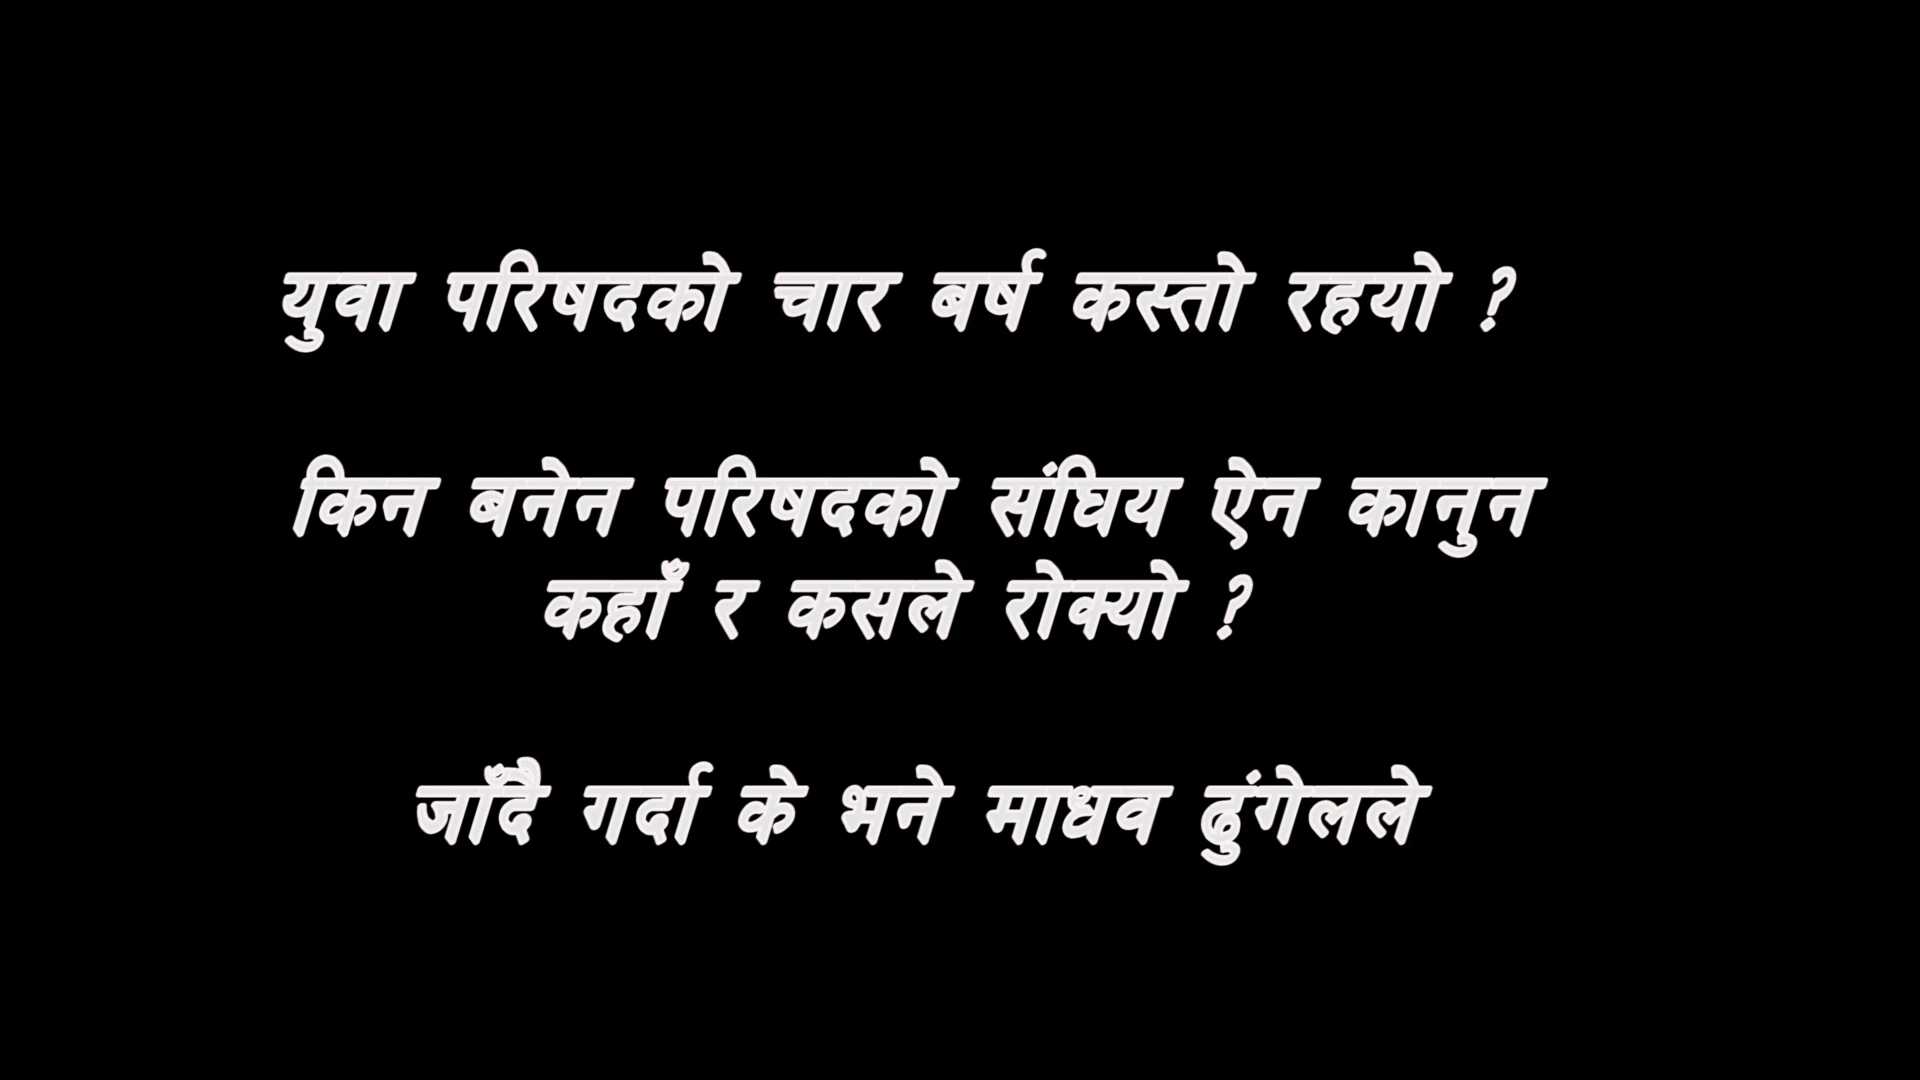 युवा परिषदको चार बर्ष कस्तो रहयो ?
किन बनेन परिषदको संघिय ऐन कानुन
कहाँ र कसले रोक्यो ?
जाँदै गर्दा के भने माधव ढुंगेलले